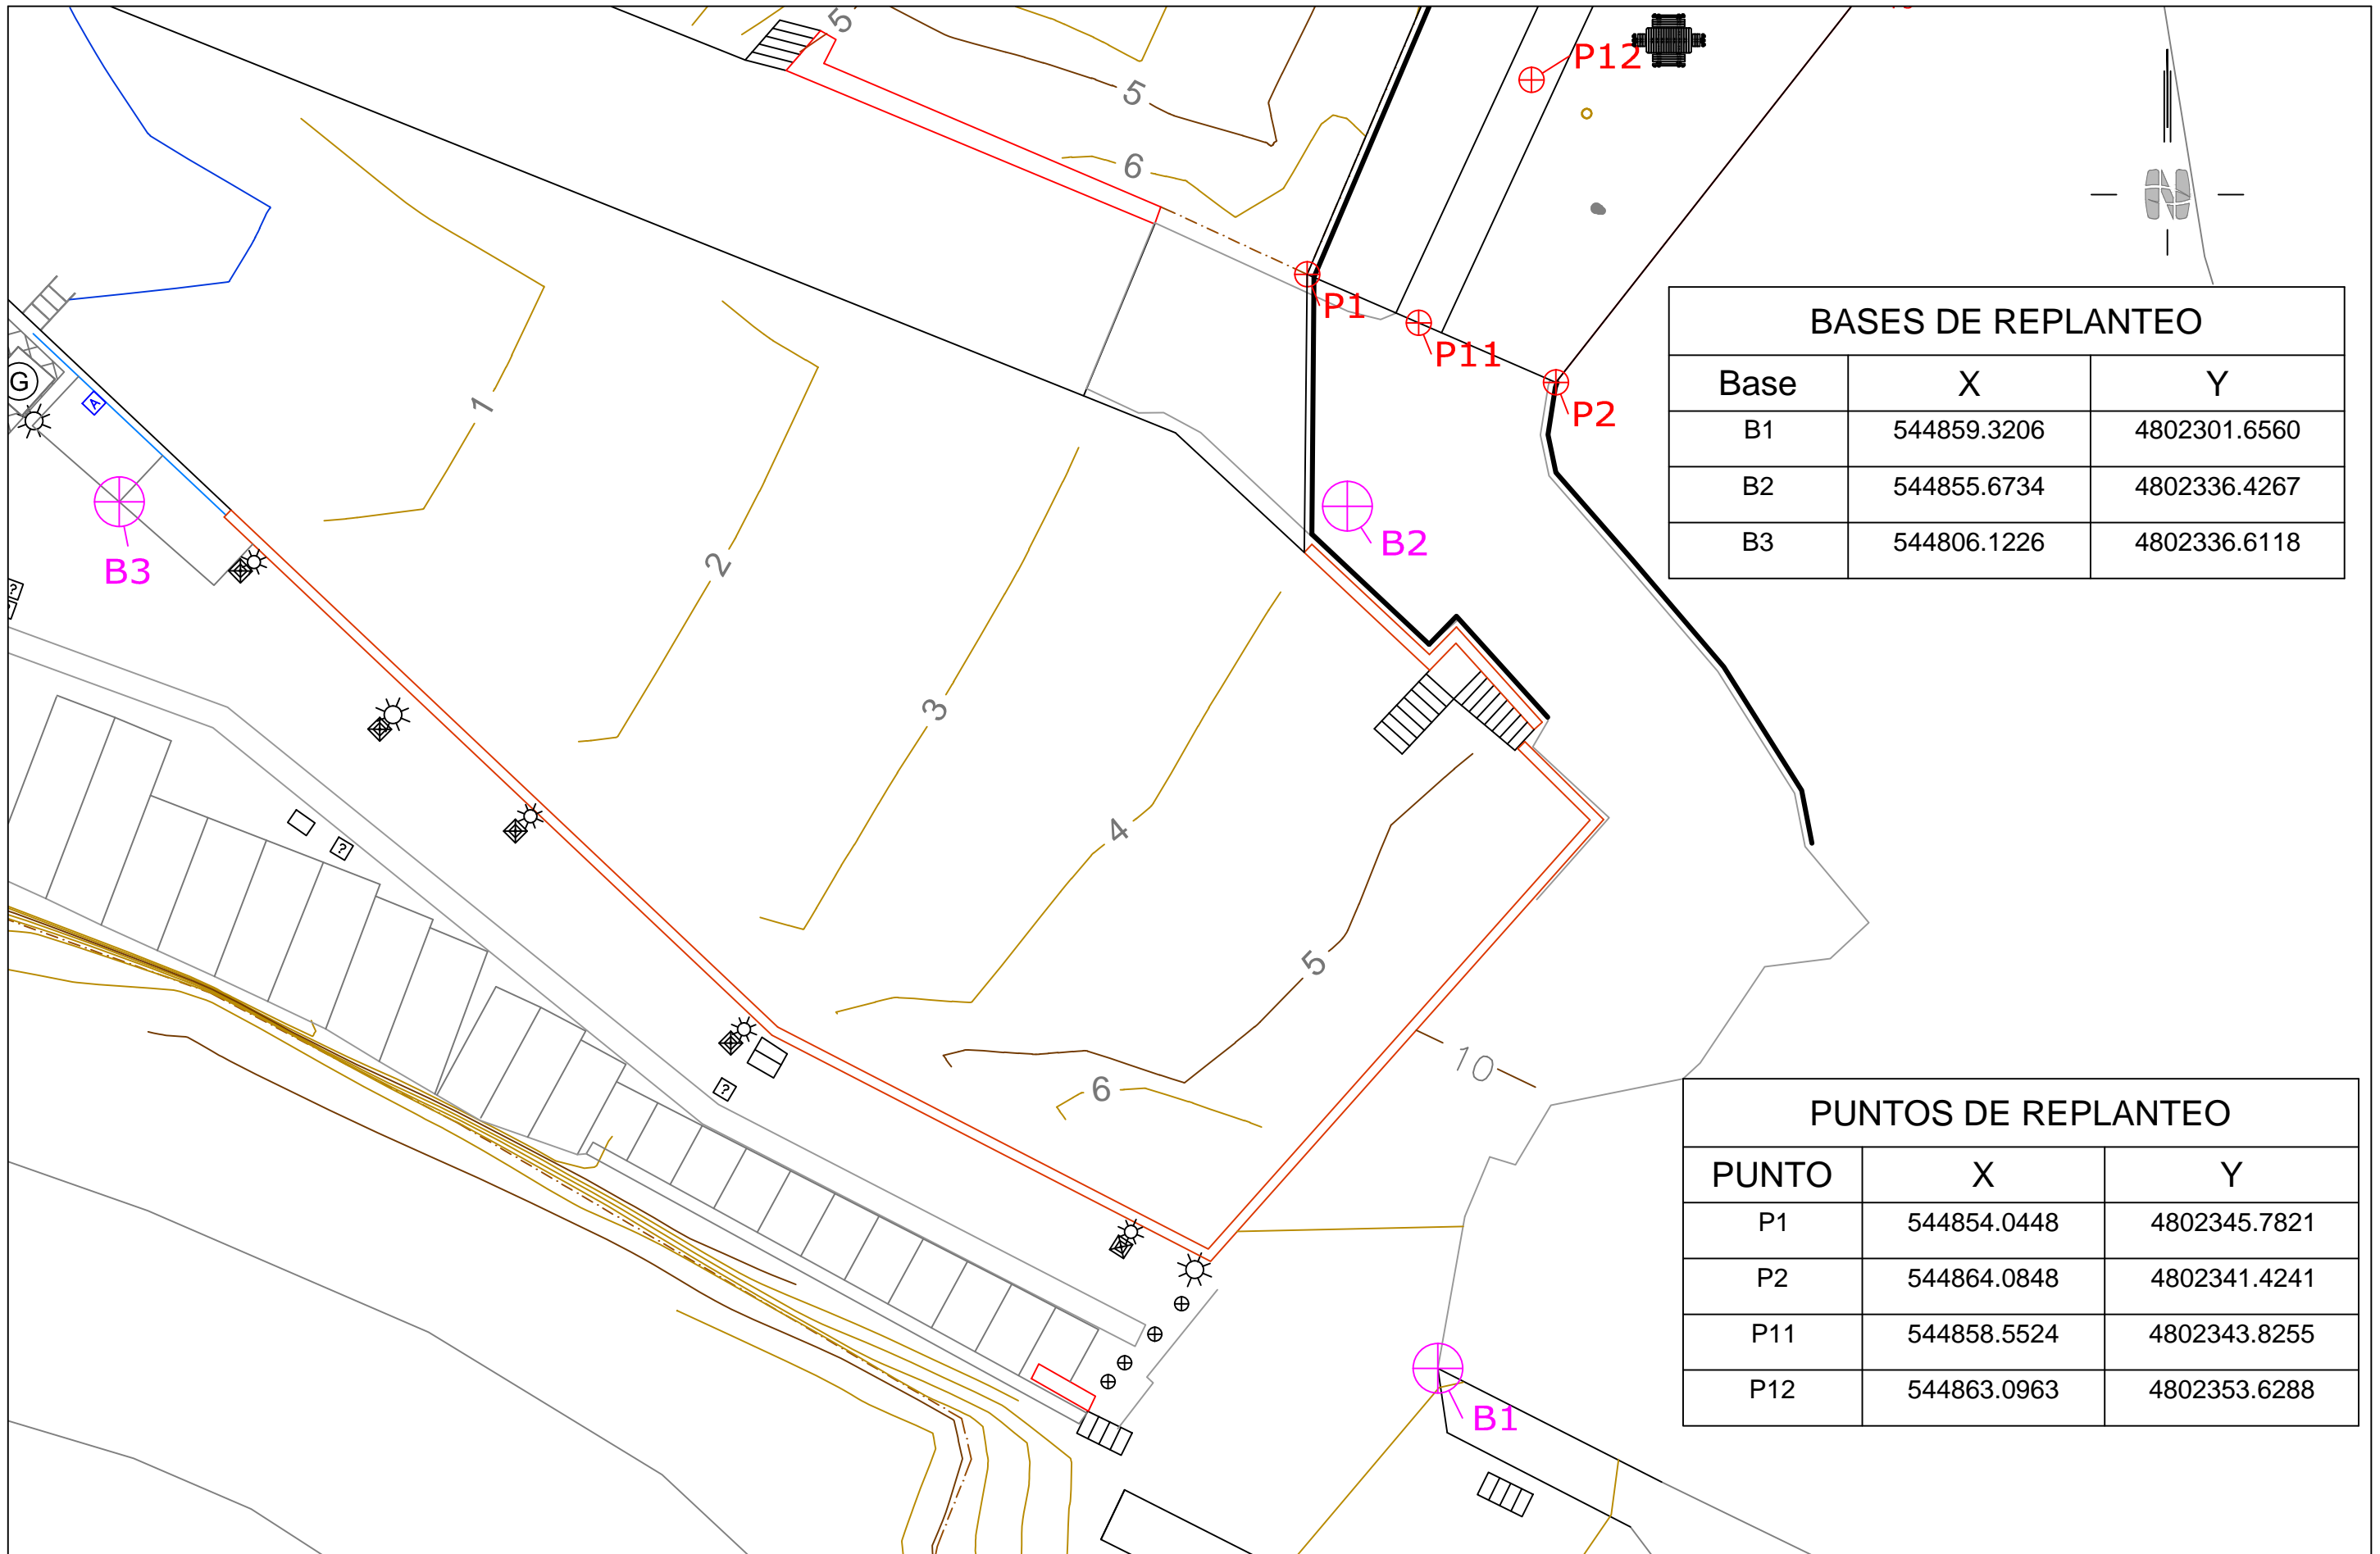 5
P12
5
6
N
P1
P11
P2
BASES DE REPLANTEO
Base X Y
B1 544859.3206 4802301.6560
B2 544855.6734 4802336.4267
B3 544806.1226 4802336.6118
G
A
1
B3
B2
2
?
?
3
4
?
5
10
6
?
PUNTOS DE REPLANTEO
PUNTO X Y
P1 544854.0448 4802345.7821
P2 544864.0848 4802341.4241
P11 544858.5524 4802343.8255
P12 544863.0963 4802353.6288
B1